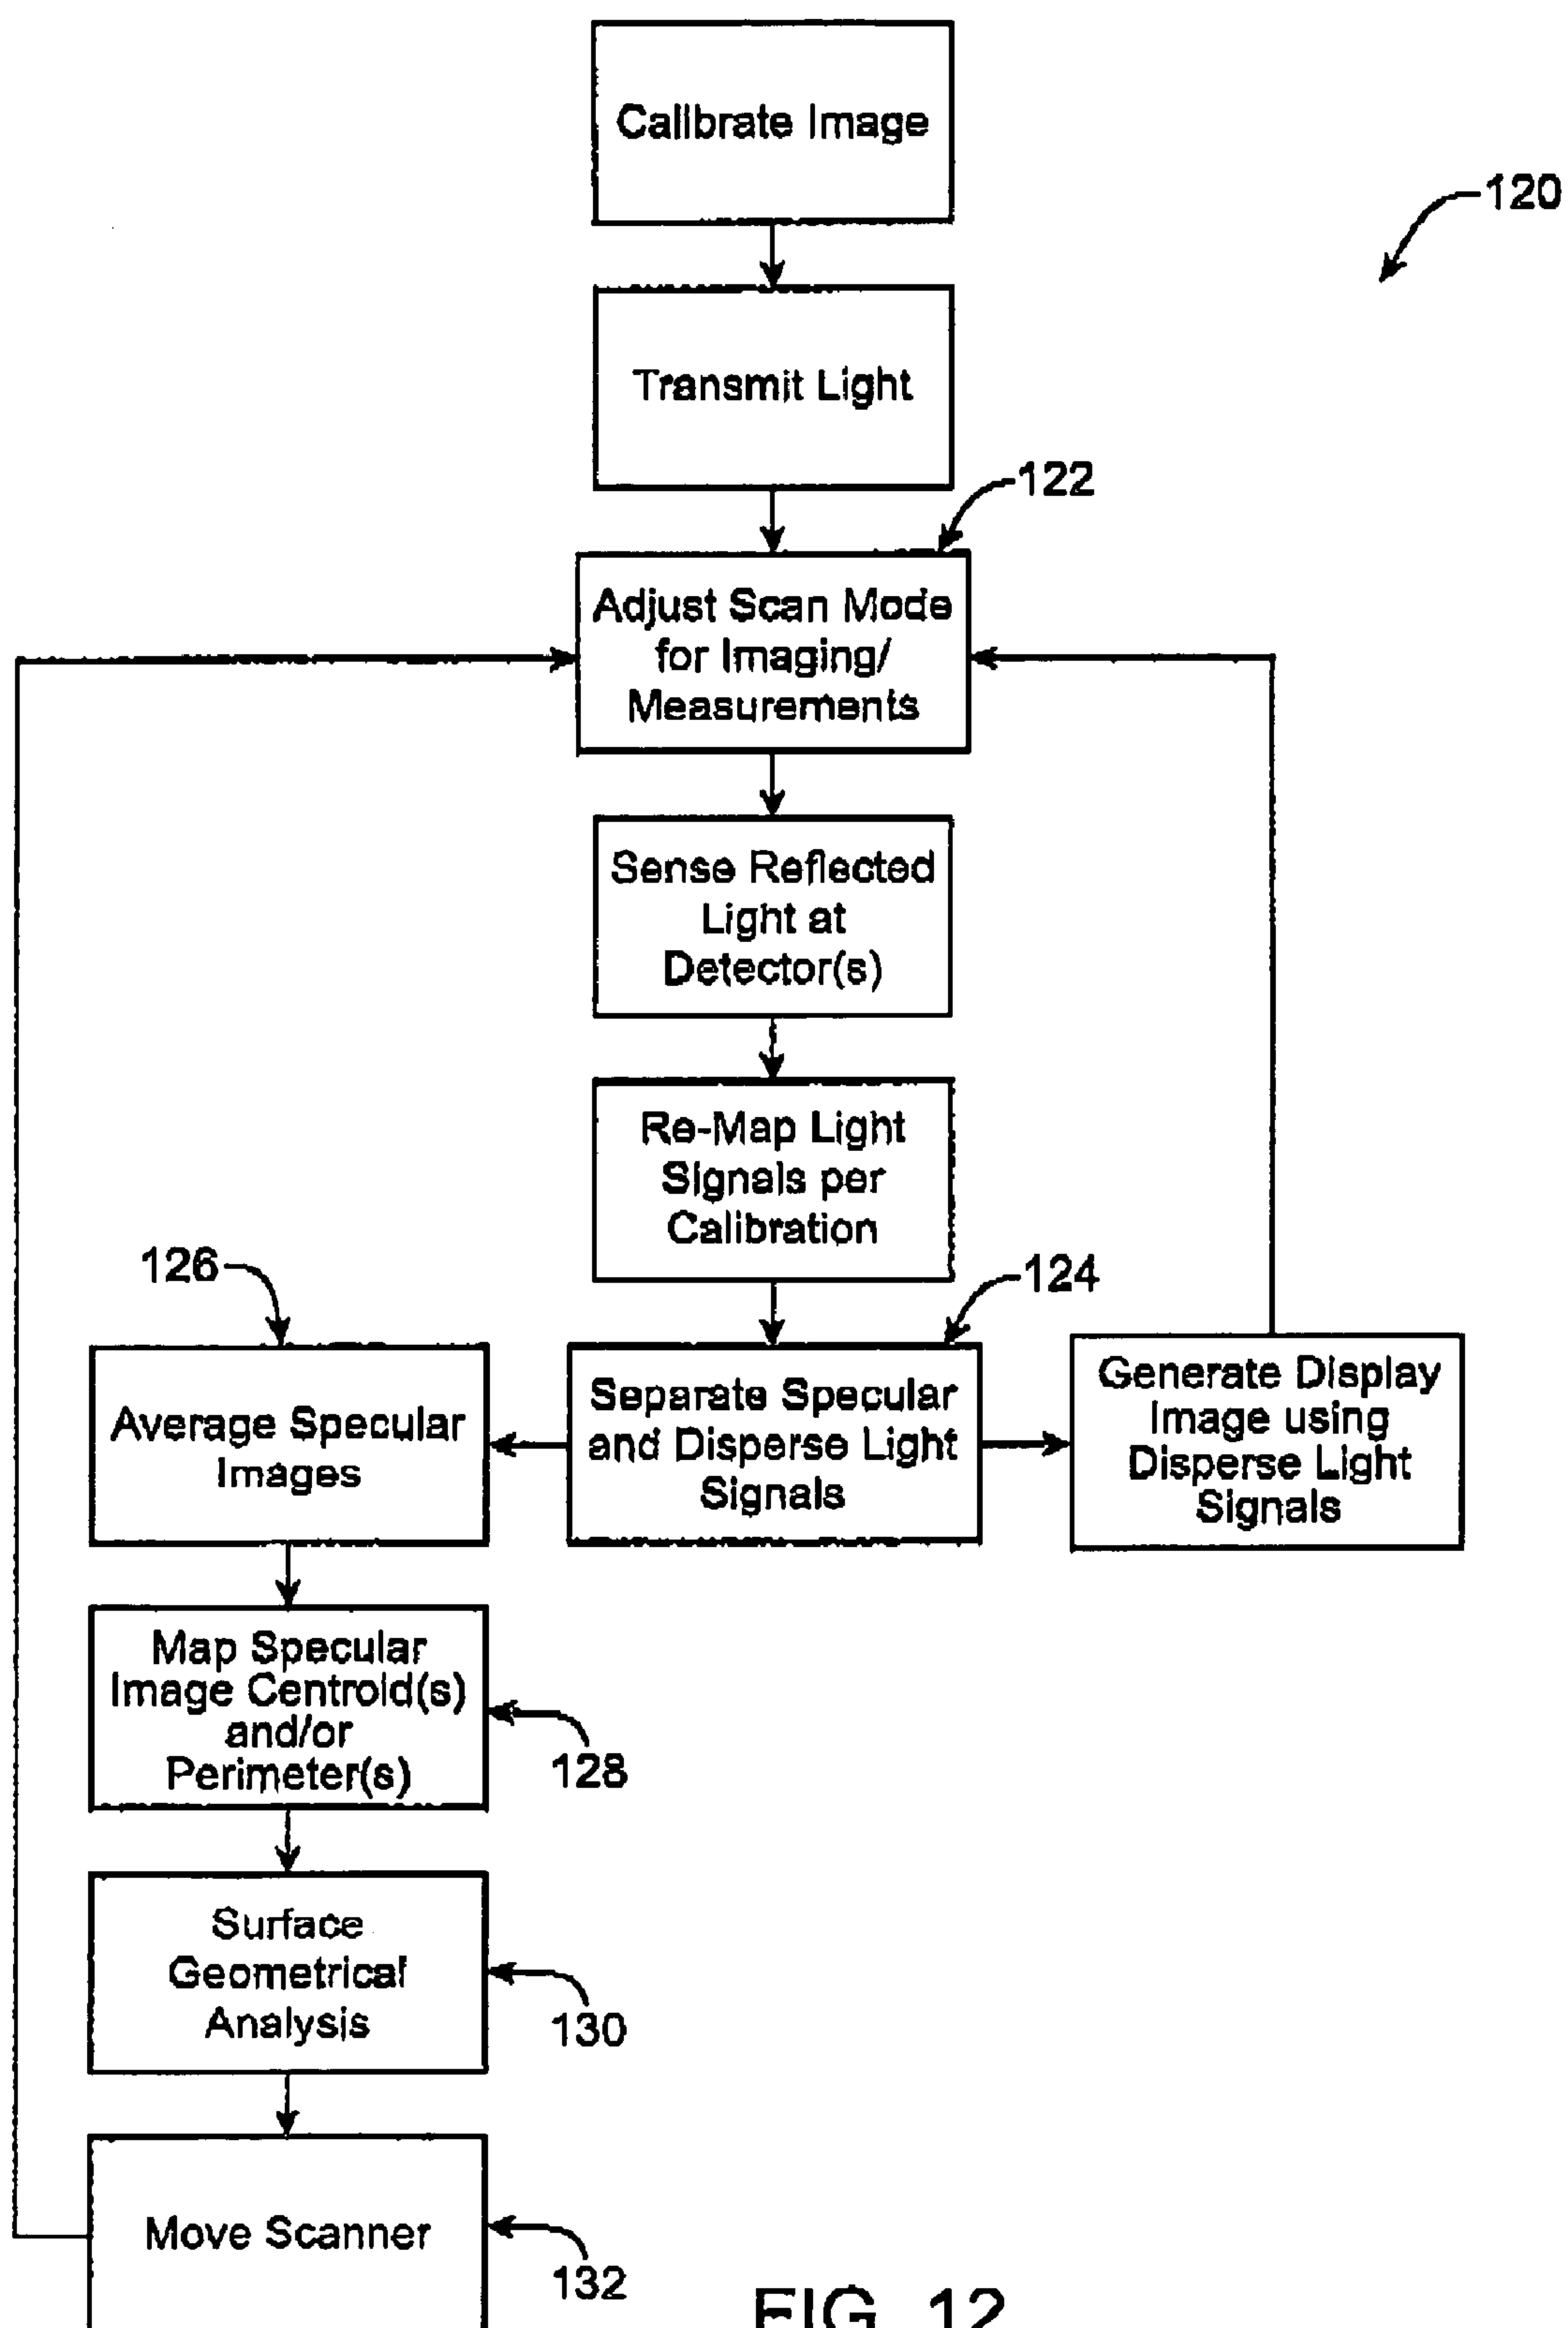 Calibrate Image
120
Transmit Light
122
Adjust Scan Mode
for Imaging/
Measurements
Sense Reflected
Light at
Detector(s)
Re-Map Light
Signals per
Calibration
126
124
Average Specular
Images
Separate Specular
and Disperse Light
Signals
Generate Display
Image using
Disperse Light
Signals
Map Specular
Image Centroid(s)
and/or
Perimeter(s)
128
Surface
Geometrical
Analysis
130
Move Scanner
132
FIG. 12